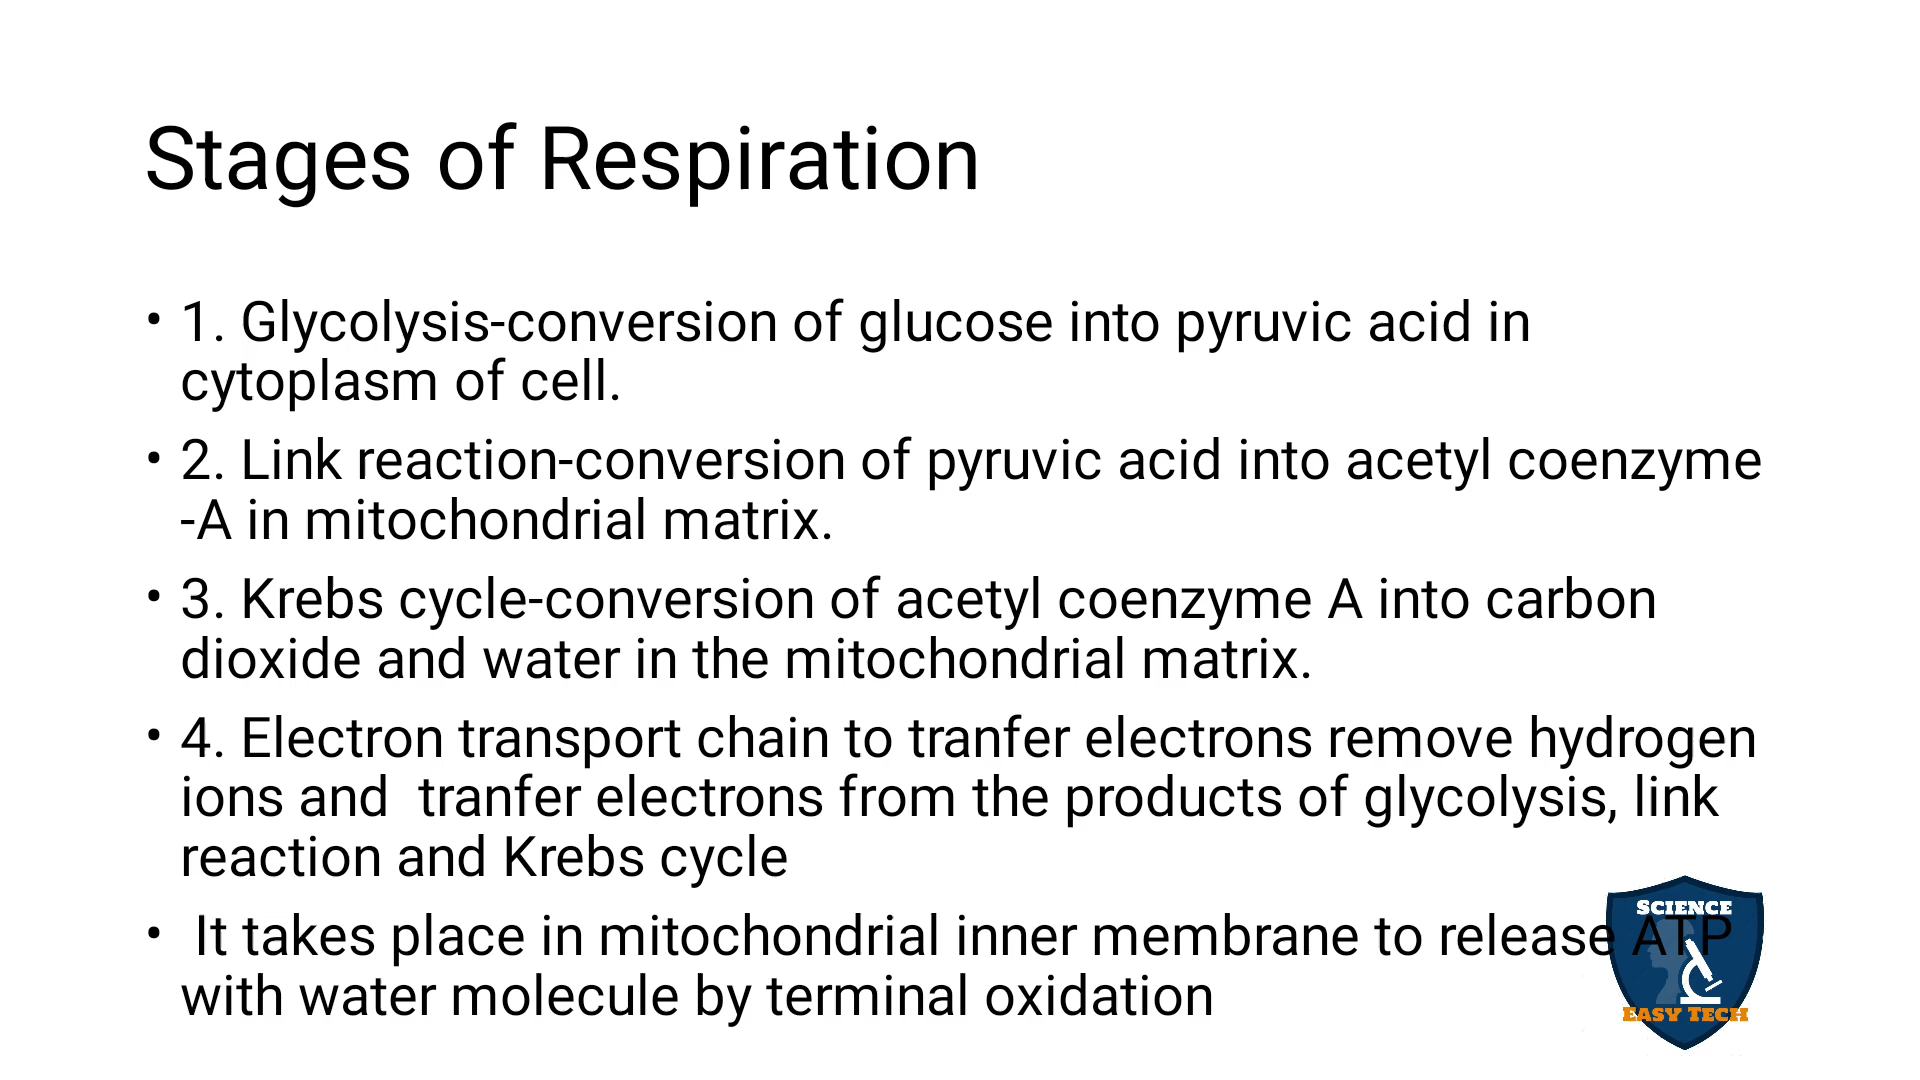 Stages of Respiration
• 1. Glycolysis-conversion of glucose into pyruvic acid in
cytoplasm of cell.
• 2. Link reaction-conversion of pyruvic acid into acetyl coenzyme
-A in mitochondrial matrix.
• 3. Krebs cycle-conversion of acetyl coenzyme A into carbon
dioxide and water in the mitochondrial matrix.
• 4. Electron transport chain to tranfer electrons remove hydrogen
ions and  tranfer electrons from the products of glycolysis, link
reaction and Krebs cycle
•  It takes place in mitochondrial inner membrane to release ATP
with water molecule by terminal oxidation
SCIENCE
EASY TECH